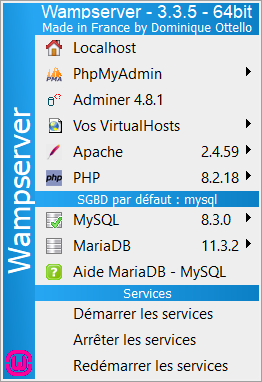 Wampserver - 3.3.5 - 64bit
Made in France by Dominique Ottello
Wampserver
Localhost
PhpMyAdmin
Adminer 4.8.1
Vos VirtualHosts
Apache 2.4.59
PHP 8.2.18
SGBD par défaut : mysql
MySQL 8.3.0
MariaDB 11.3.2
Aide MariaDB - MySQL
Services
Démarrer les services
Arrêter les services
Redémarrer les services